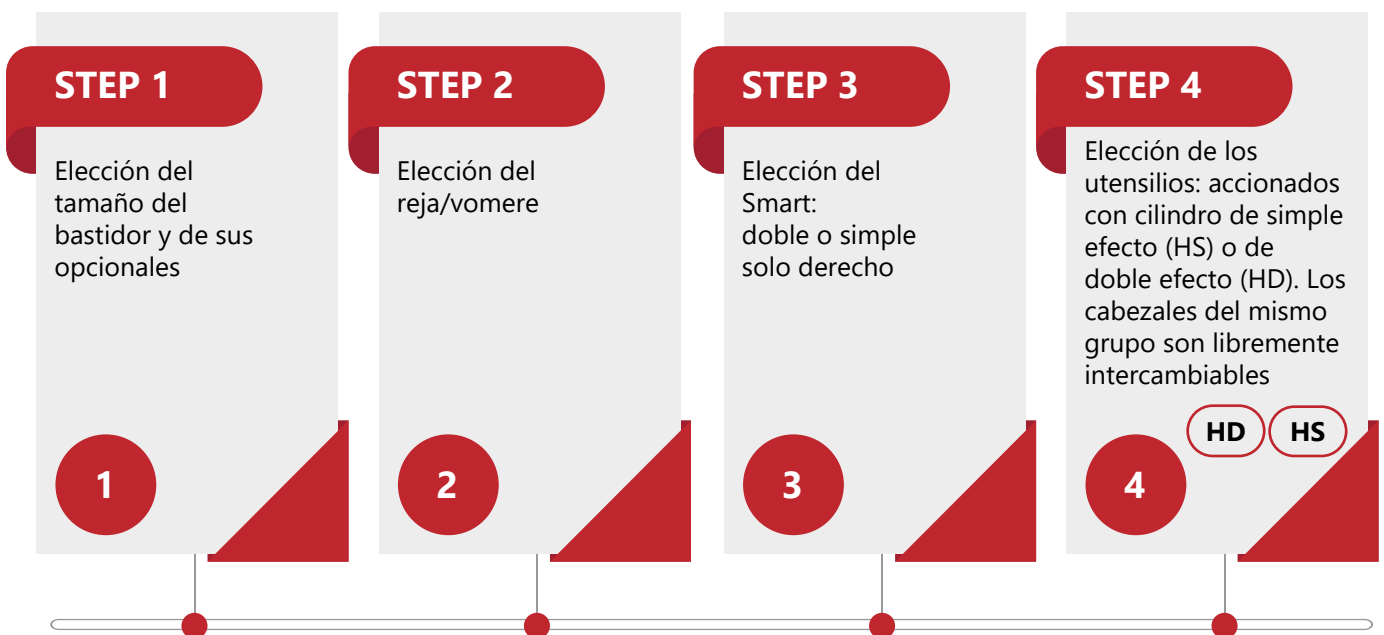 STEP 1
Elección del
tamaño del
bastidor y de sus
opcionales
1
STEP 2
Elección del
reja/vomere
2
STEP 3
Elección del
Smart:
doble o simple
solo derecho
3
STEP 4
Elección de los
utensilios: accionados
con cilindro de simple
efecto (HS) o de
doble efecto (HD). Los
cabezales del mismo
grupo son libremente
intercambiables
HD HS
4